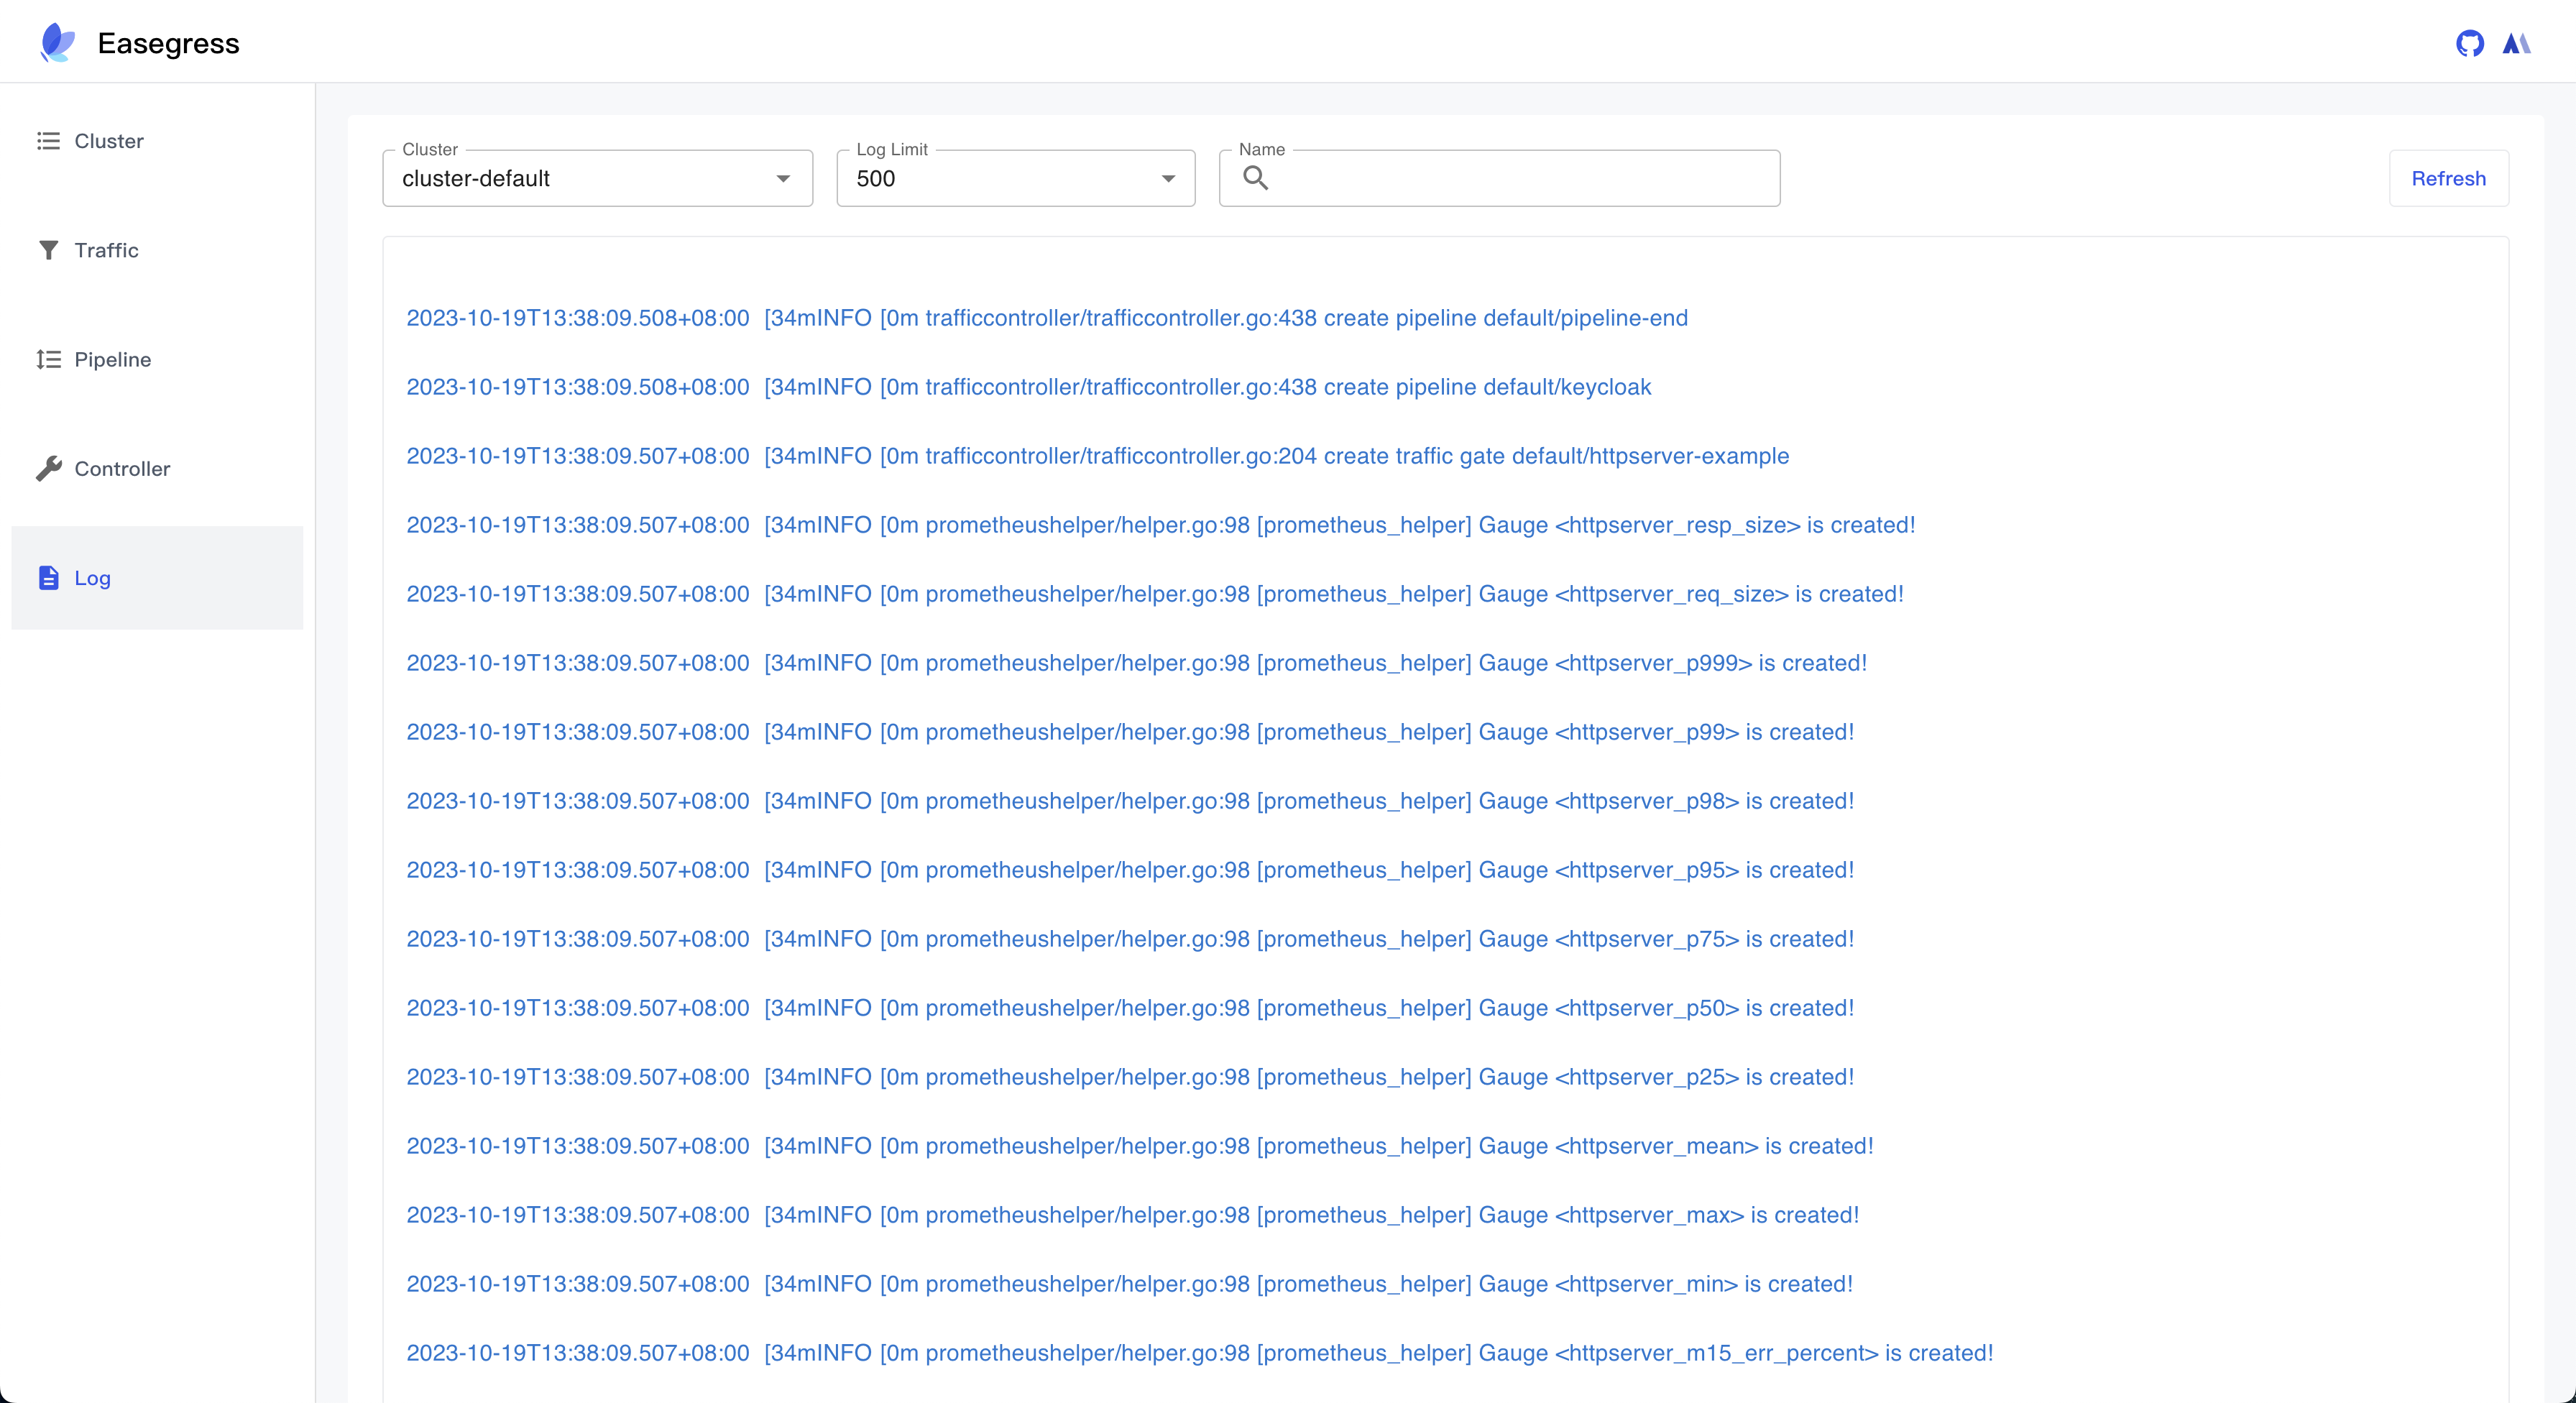 Easegress
Cluster
Traffic
Pipeline
Controller
Log
Cluster
cluster-default
Log Limit
500
Name
Refresh
2023-10-19T13:38:09.508+08:00 [34mINFO [0m trafficcontroller/trafficcontroller.go:438 create pipeline default/pipeline-end
2023-10-19T13:38:09.508+08:00 [34mINFO [0m trafficcontroller/trafficcontroller.go:438 create pipeline default/keycloak
2023-10-19T13:38:09.507+08:00 [34mINFO [0m trafficcontroller/trafficcontroller.go:204 create traffic gate default/httpserver-example
2023-10-19T13:38:09.507+08:00 [34mINFO [0m prometheushelper/helper.go:98 [prometheus_helper] Gauge <httpserver_resp_size> is created!
2023-10-19T13:38:09.507+08:00 [34mINFO [0m prometheushelper/helper.go:98 [prometheus_helper] Gauge <httpserver_req_size> is created!
2023-10-19T13:38:09.507+08:00 [34mINFO [0m prometheushelper/helper.go:98 [prometheus_helper] Gauge <httpserver_p999> is created!
2023-10-19T13:38:09.507+08:00 [34mINFO [0m prometheushelper/helper.go:98 [prometheus_helper] Gauge <httpserver_p99> is created!
2023-10-19T13:38:09.507+08:00 [34mINFO [0m prometheushelper/helper.go:98 [prometheus_helper] Gauge <httpserver_p98> is created!
2023-10-19T13:38:09.507+08:00 [34mINFO [0m prometheushelper/helper.go:98 [prometheus_helper] Gauge <httpserver_p95> is created!
2023-10-19T13:38:09.507+08:00 [34mINFO [0m prometheushelper/helper.go:98 [prometheus_helper] Gauge <httpserver_p75> is created!
2023-10-19T13:38:09.507+08:00 [34mINFO [0m prometheushelper/helper.go:98 [prometheus_helper] Gauge <httpserver_p50> is created!
2023-10-19T13:38:09.507+08:00 [34mINFO [0m prometheushelper/helper.go:98 [prometheus_helper] Gauge <httpserver_p25> is created!
2023-10-19T13:38:09.507+08:00 [34mINFO [0m prometheushelper/helper.go:98 [prometheus_helper] Gauge <httpserver_mean> is created!
2023-10-19T13:38:09.507+08:00 [34mINFO [0m prometheushelper/helper.go:98 [prometheus_helper] Gauge <httpserver_max> is created!
2023-10-19T13:38:09.507+08:00 [34mINFO [0m prometheushelper/helper.go:98 [prometheus_helper] Gauge <httpserver_min> is created!
2023-10-19T13:38:09.507+08:00 [34mINFO [0m prometheushelper/helper.go:98 [prometheus_helper] Gauge <httpserver_m15_err_percent> is created!